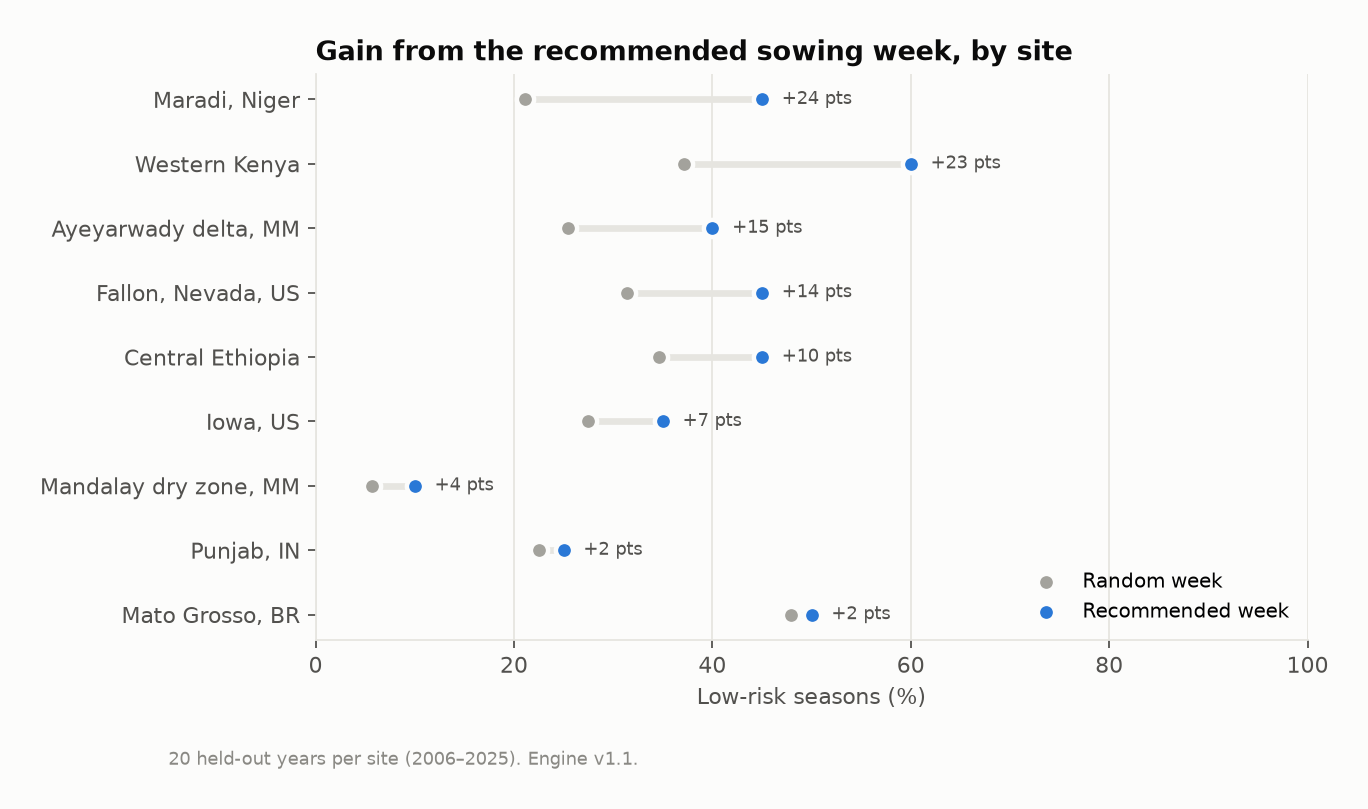 Gain from the recommended sowing week, by site
Maradi, Niger
+24 pts
Western Kenya
+23 pts
Ayeyarwady delta, MM
+15 pts
Fallon, Nevada, US
+14 pts
Central Ethiopia
+10 pts
Iowa, US
+7 pts
Mandalay dry zone, MM
+4 pts
Punjab, IN
+2 pts
Mato Grosso, BR
+2 pts
Random week
Recommended week
0 20 40 60 80 100
Low-risk seasons (%)
20 held-out years per site (2006–2025). Engine v1.1.